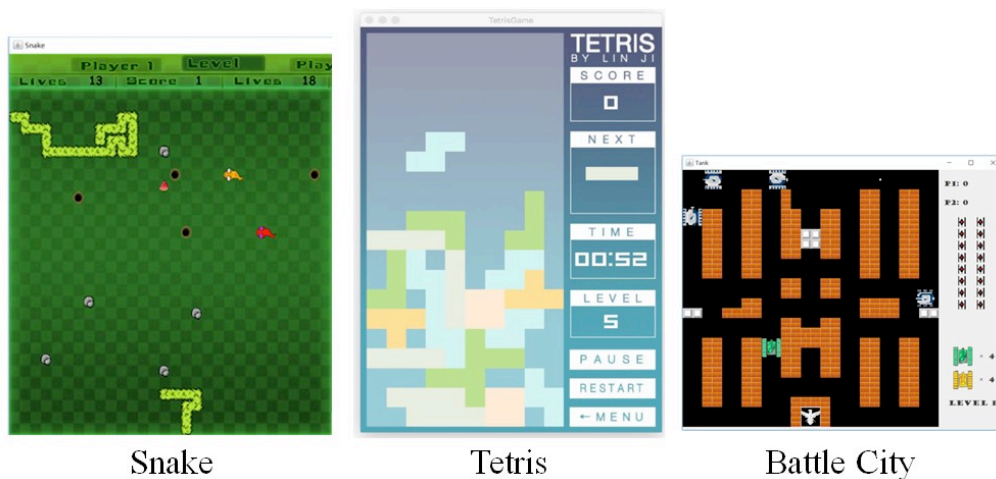 Snake
Player 1 Level Play
Lives 13 Score 1 Lives 18
TetrisGame
TETRIS
BY LIN JI
SCORE
0
NEXT
TIME
00:52
LEVEL
5
PAUSE
RESTART
←MENU
Tank
P1: 0
P2: 0
× 4
× 4
LEVEL 1
Snake
Tetris
Battle City